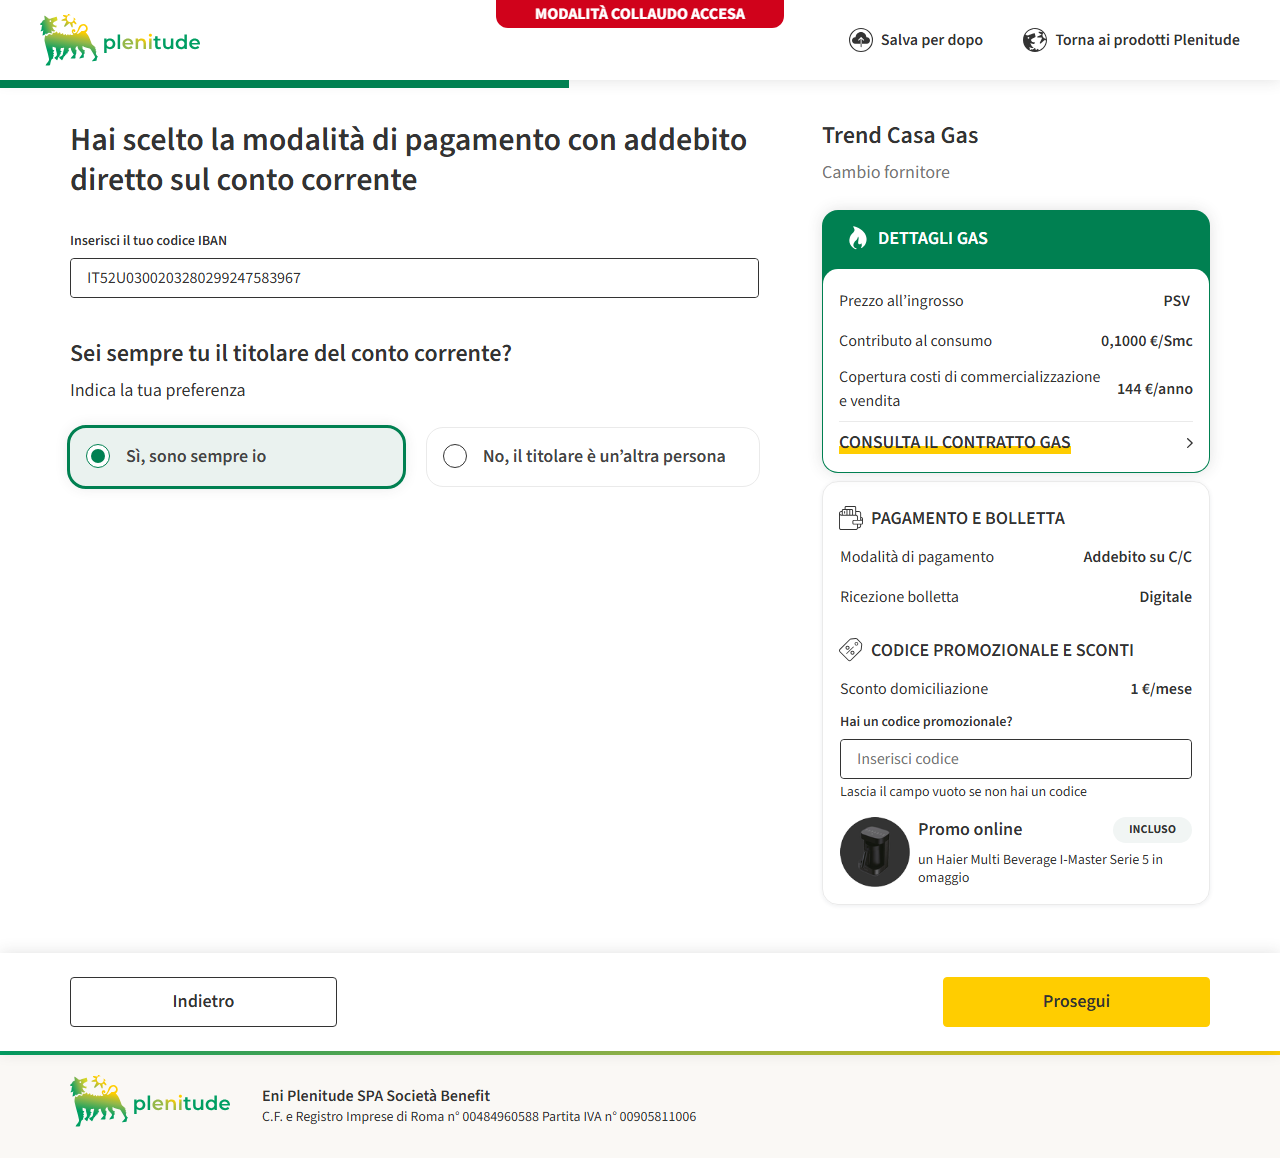 MODALITÀ COLLAUDO ACCESA
plenitude
Salva per dopo
Torna ai prodotti Plenitude
Hai scelto la modalità di pagamento con addebito
diretto sul conto corrente
Inserisci il tuo codice IBAN
IT52U0300203280299247583967
Sei sempre tu il titolare del conto corrente?
Indica la tua preferenza
Sì, sono sempre io
No, il titolare è un’altra persona
Trend Casa Gas
Cambio fornitore
DETTAGLI GAS
Prezzo all’ingrosso PSV
Contributo al consumo 0,1000 €/Smc
Copertura costi di commercializzazione
e vendita 144 €/anno
CONSULTA IL CONTRATTO GAS
PAGAMENTO E BOLLETTA
Modalità di pagamento Addebito su C/C
Ricezione bolletta Digitale
CODICE PROMOZIONALE E SCONTI
Sconto domiciliazione 1 €/mese
Hai un codice promozionale?
Inserisci codice
Lascia il campo vuoto se non hai un codice
Promo online INCLUSO
un Haier Multi Beverage I-Master Serie 5 in
omaggio
Indietro
Prosegui
plenitude
Eni Plenitude SPA Società Benefit
C.F. e Registro Imprese di Roma n° 00484960588 Partita IVA n° 00905811006